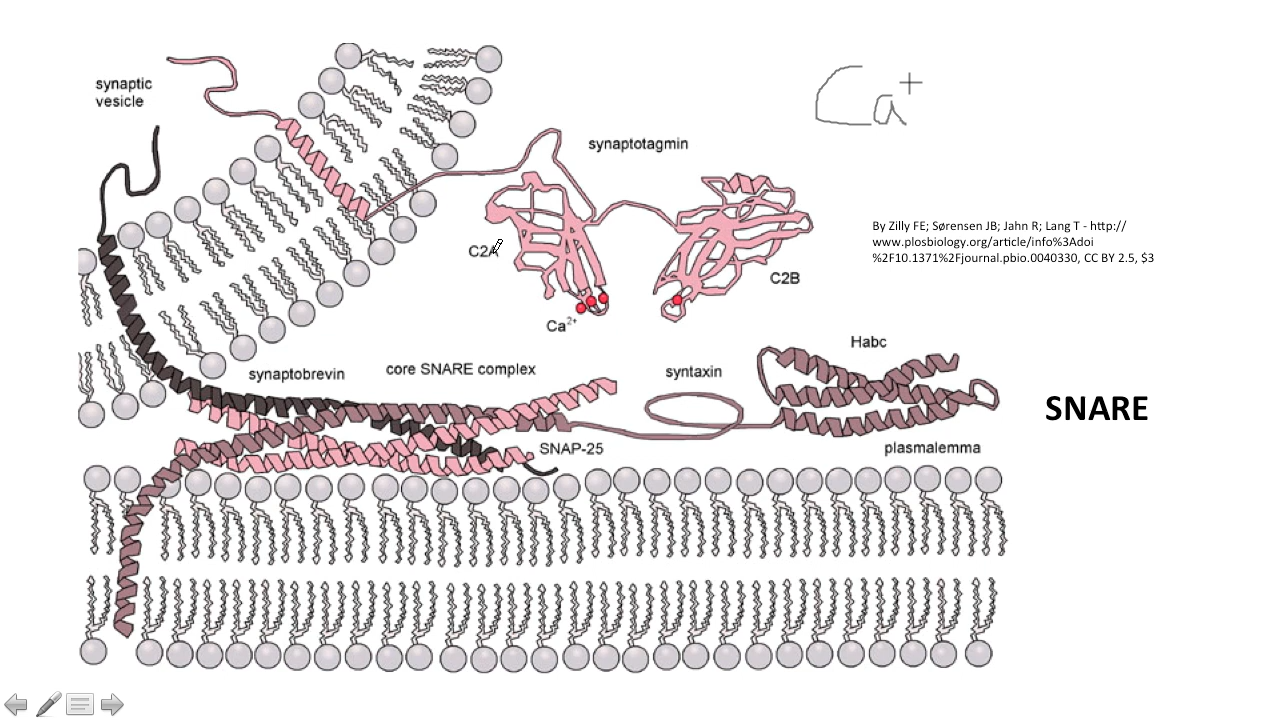 synaptic
vesicle
Ca+
synaptotagmin
By Zilly FE; Sørensen JB; Jahn R; Lang T - http://
www.plosbiology.org/article/info%3Adoi
%2F10.1371%2Fjournal.pbio.0040330, CC BY 2.5, $3
C2A
C2B
Ca2+
Habc
synaptobrevin
core SNARE complex
syntaxin
SNARE
SNAP-25
plasmalemma